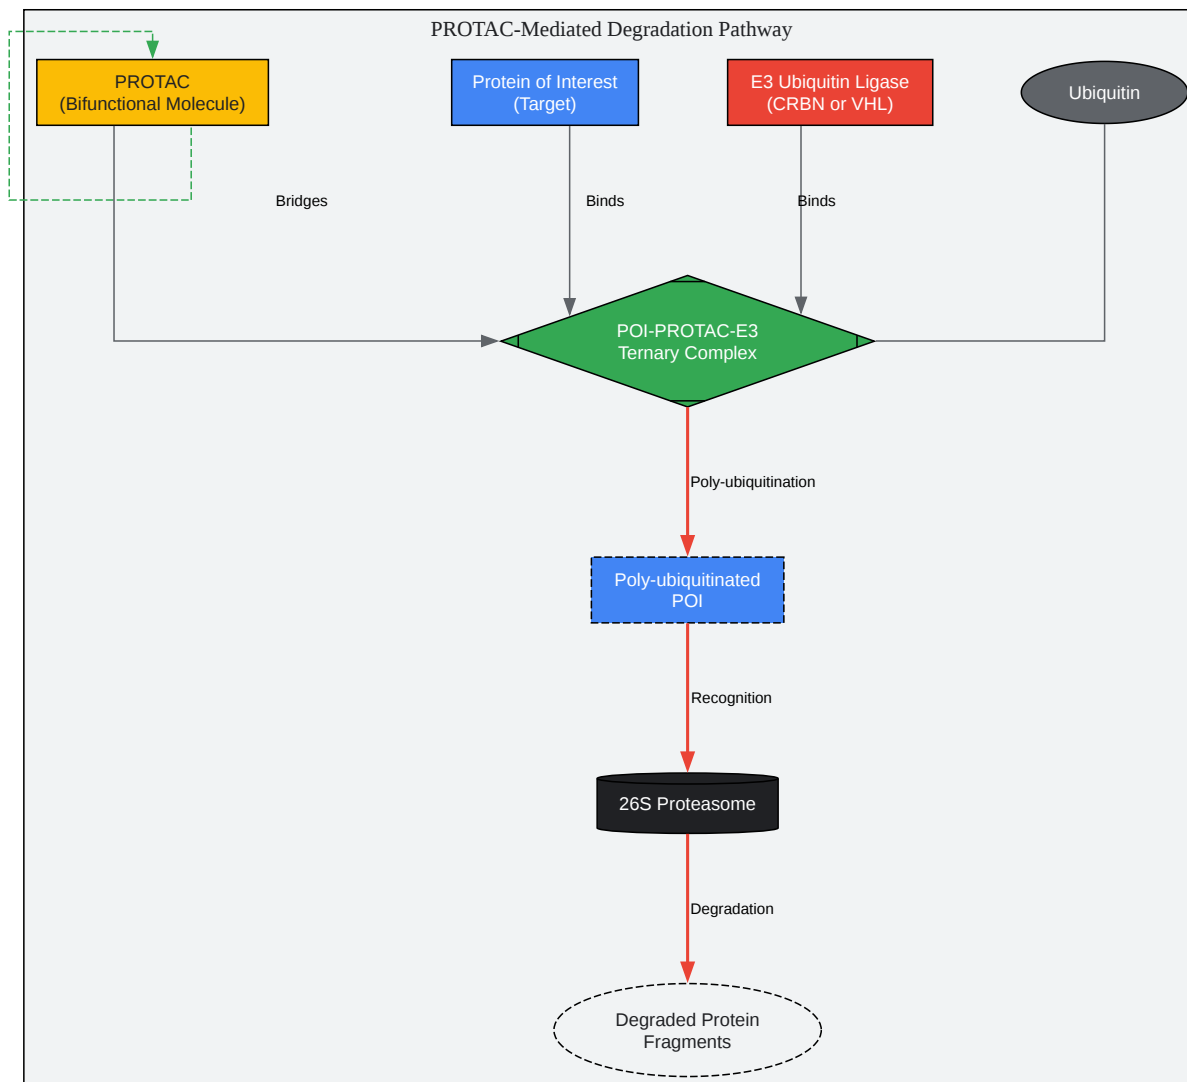 PROTAC-Mediated Degradation Pathway
PROTAC
(Bifunctional Molecule)
Protein of Interest
(Target)
E3 Ubiquitin Ligase
(CRBN or VHL)
Ubiquitin
Bridges
Binds
Binds
POI-PROTAC-E3
Ternary Complex
Poly-ubiquitination
Poly-ubiquitinated
POI
Recognition
26S Proteasome
Degradation
Degraded Protein
Fragments